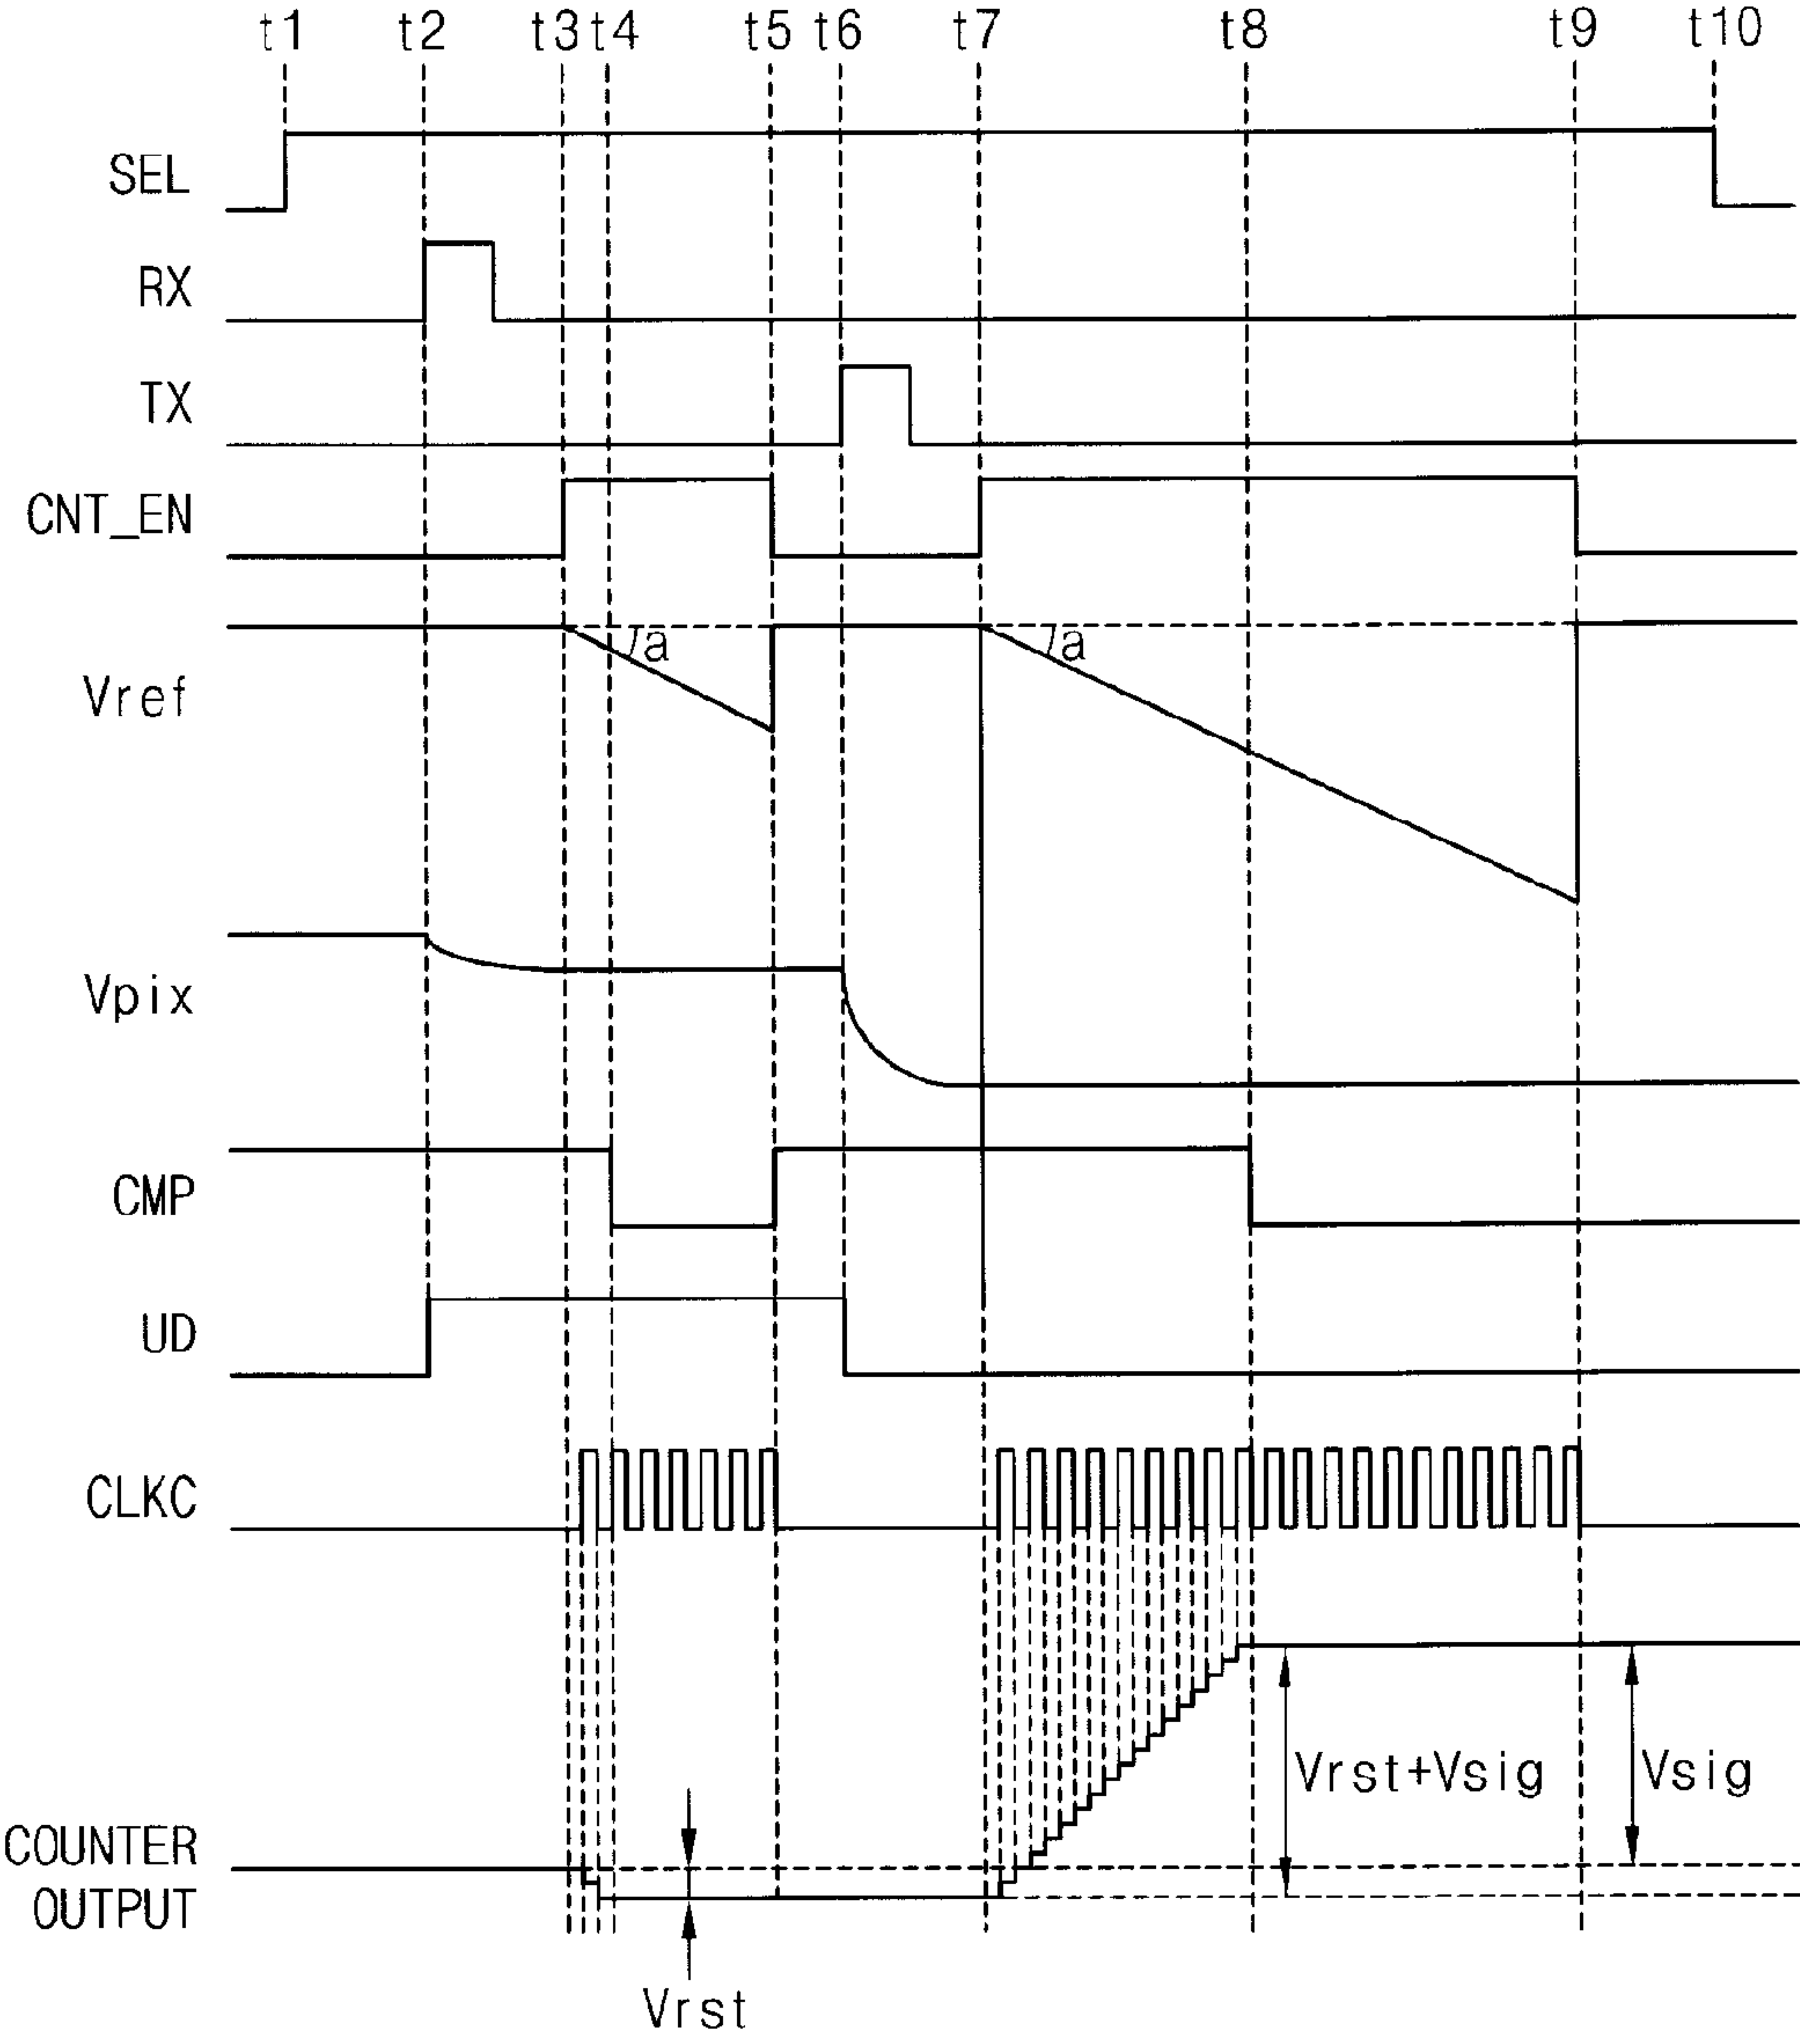 t1 t2 t3 t4 t5 t6 t7 t8 t9 t10
SEL
RX
TX
CNT_EN
a a
Vref
Vpix
CMP
UD
CLKC
Vrst+Vsig Vsig
COUNTER
OUTPUT
Vrst